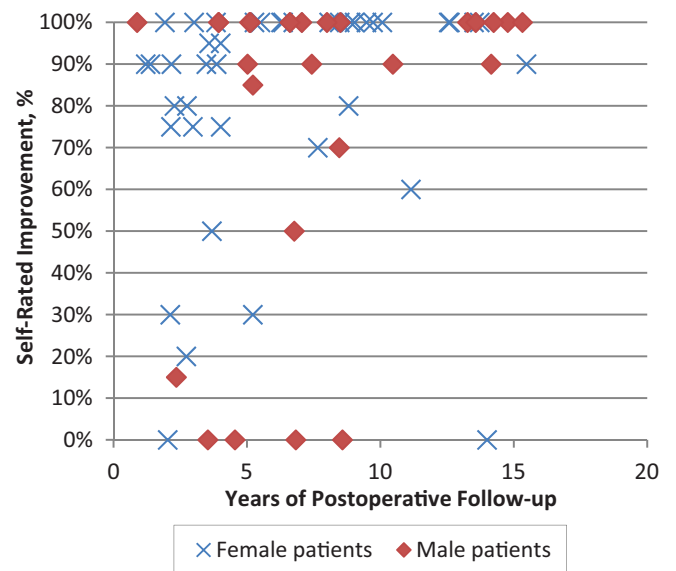 100%
90%
80%
70%
60%
50%
40%
30%
20%
10%
0%
Self-Rated Improvement, %
0 5 10 15 20
Years of Postoperative Follow-up
Female patients Male patients